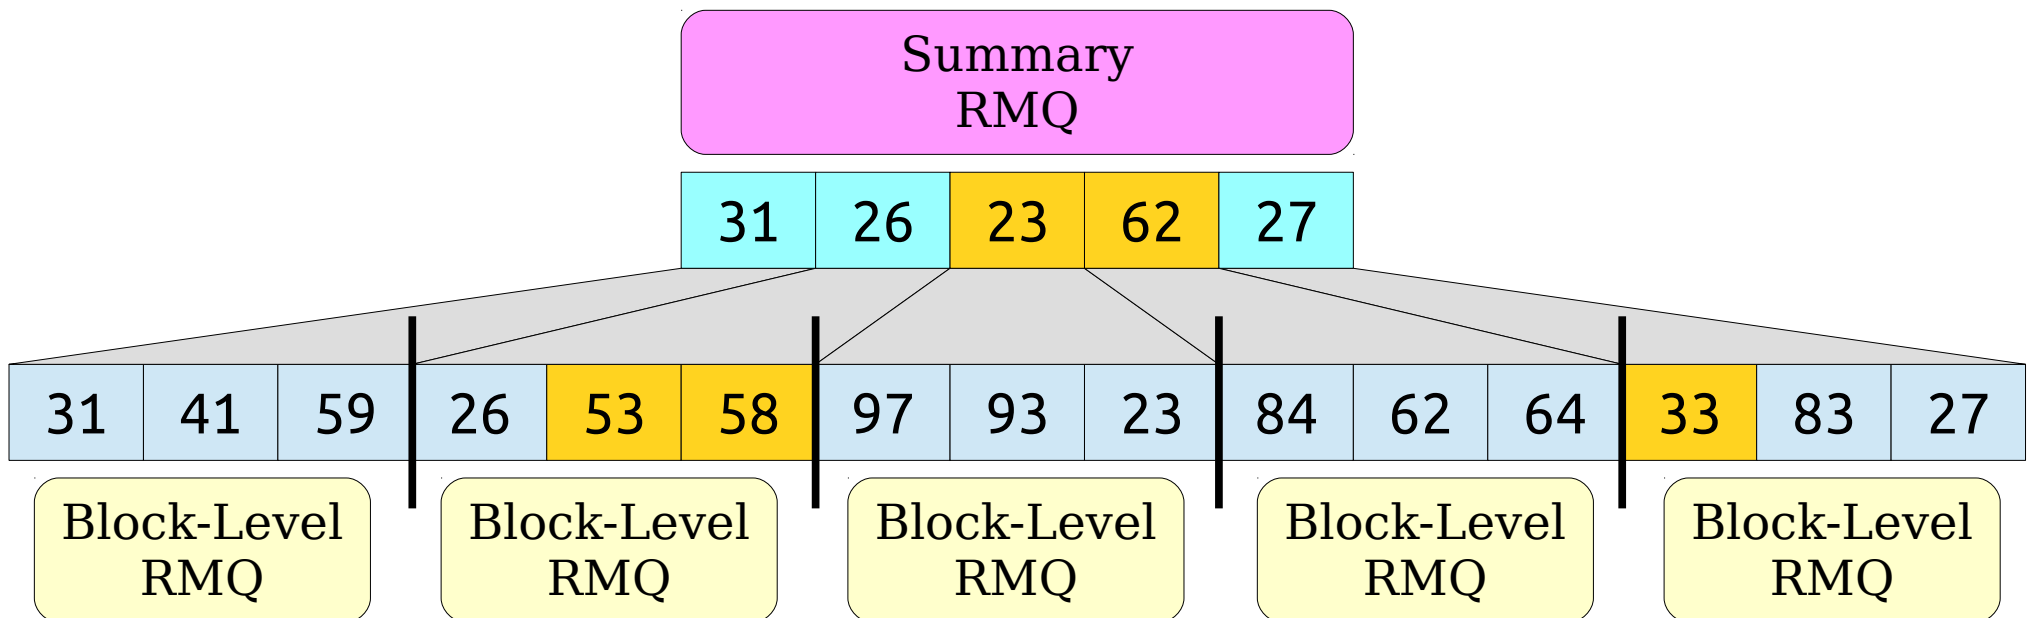 Summary
RMQ
31 26 23 62 27
31 41 59 26 53 58 97 93 23 84 62 64 33 83 27
Block-Level Block-Level Block-Level Block-Level Block-Level
RMQ RMQ RMQ RMQ RMQ